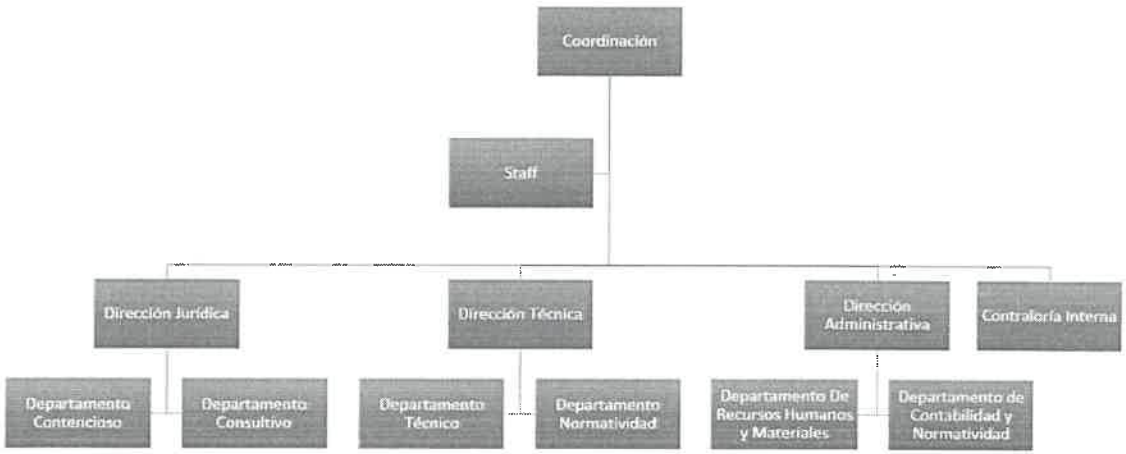 Coordinación
Staff
Dirección Jurídica
Dirección Técnica
Dirección
Administrativa
Contraloría Interna
Departamento
Contencioso
Departamento
Consultivo
Departamento
Técnico
Departamento
Normatividad
Departamento De
Recursos Humanos
y Materiales
Departamento de
Contabilidad y
Normatividad